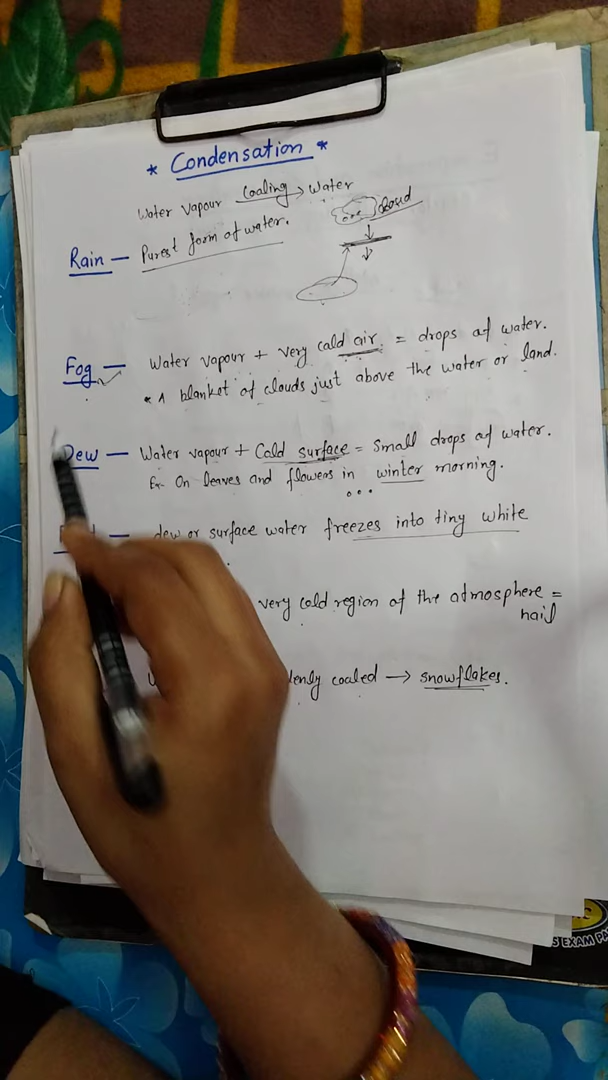 * Condensation *
Water vapour cooling → water
Rain — Purest form of water.
cloud
Fog — Water vapour + very cold air = drops of water.
* A blanket of clouds just above the water or land.
Dew — Water vapour + Cold surface = small drops of water.
Ex On leaves and flowers in winter morning.
— dew or surface water freezes into tiny white
very cold region of the atmosphere =
hail
cooled → snowflakes.